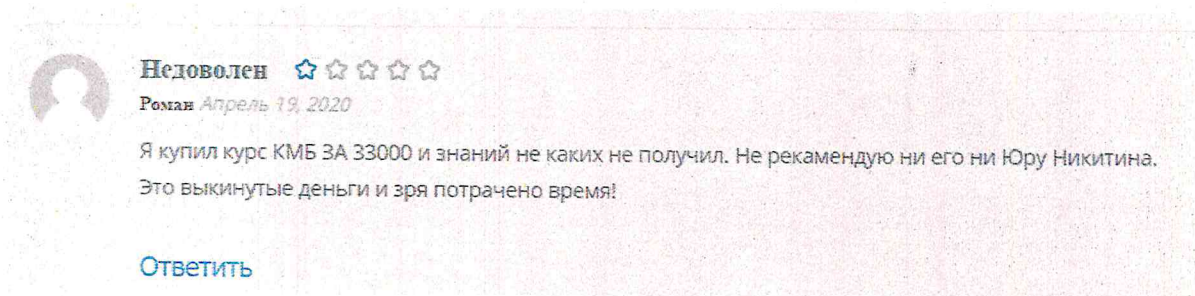 Недоволен
Роман Апрель 19, 2020
Я купил курс КМБ ЗА 33000 и знаний не каких не получил. Не рекамендую ни его ни Юру Никитина.
Это выкинутые деньги и зря потрачено время!
Ответить